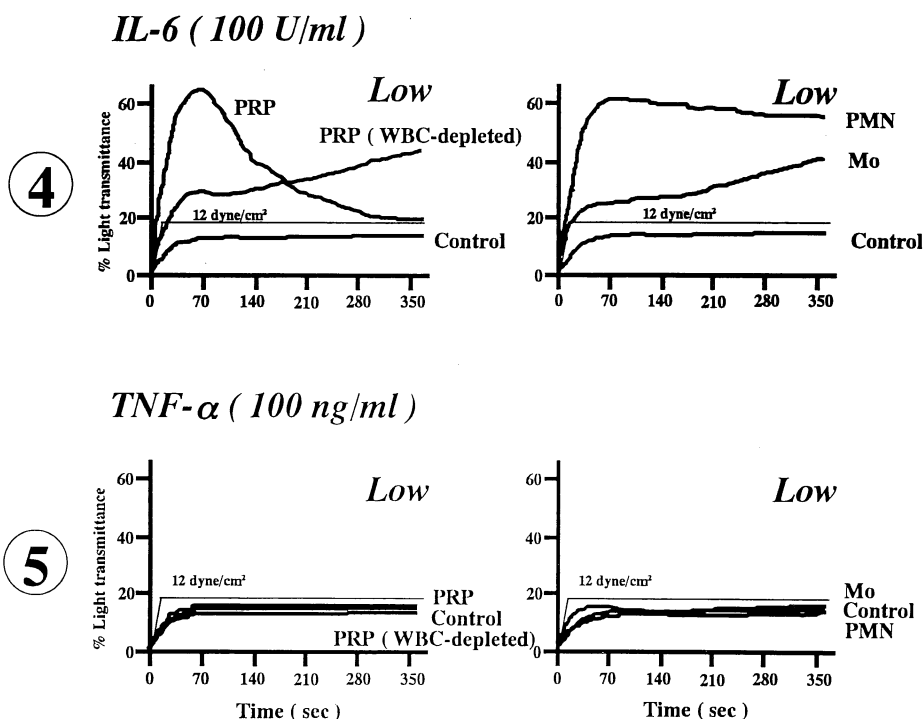 IL-6 ( 100 U/ml )
4
% Light transmittance
60
40
20
0
Low
PRP
PRP ( WBC-depleted)
12 dyne/cm²
Control
0 70 140 210 280 350
60
40
20
0
Low
PMN
Mo
12 dyne/cm²
Control
0 70 140 210 280 350
TNF-α ( 100 ng/ml )
5
% Light transmittance
60
40
20
0
Low
12 dyne/cm²
PRP
Control
PRP ( WBC-depleted)
0 70 140 210 280 350
Time ( sec )
60
40
20
0
Low
12 dyne/cm²
Mo
Control
PMN
0 70 140 210 280 350
Time ( sec )